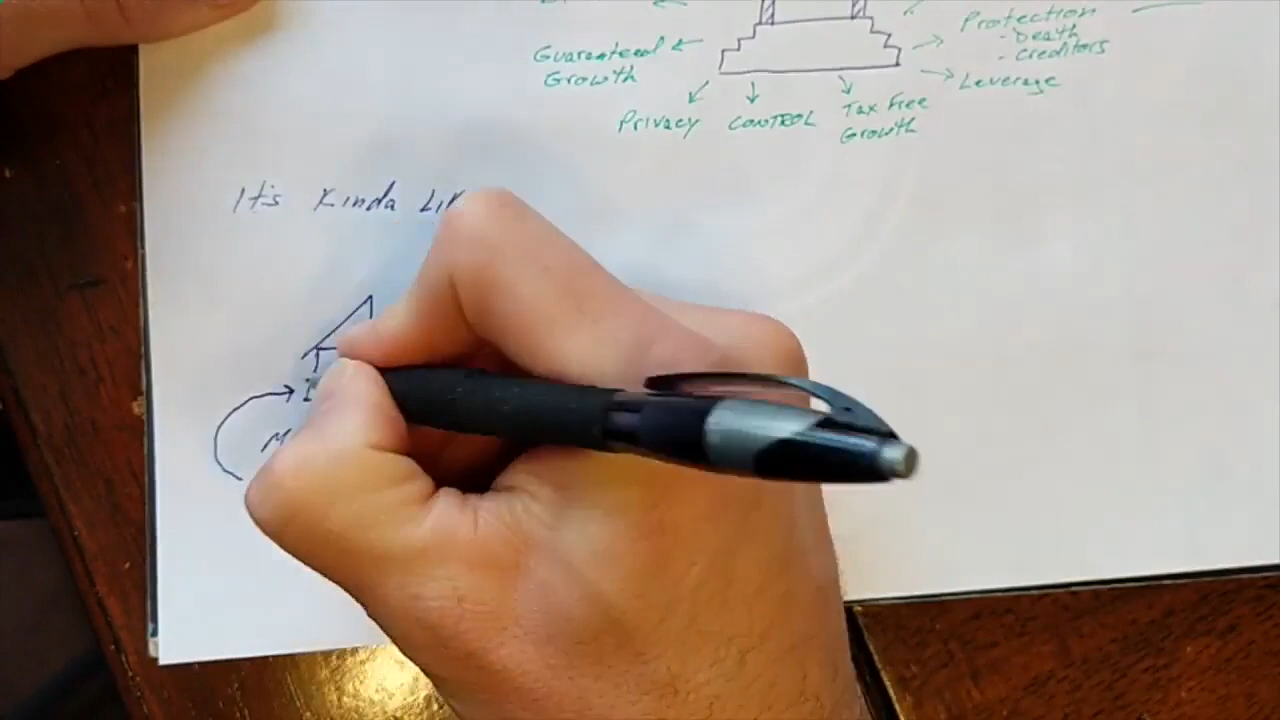 Guaranteed
Growth
Privacy
CONTROL
Tax Free
Growth
Protection
- Death
- Creditors
Leverage
It's Kinda